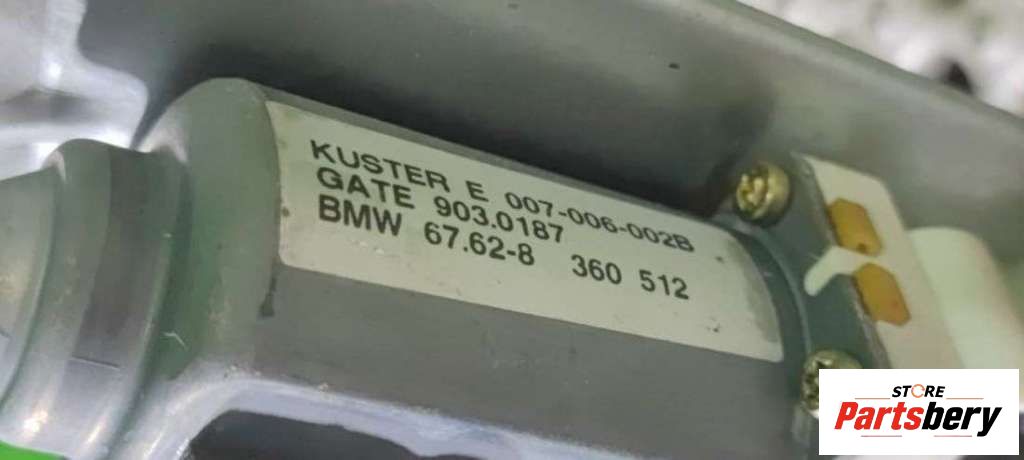 KUSTER E 007-006-002B
GATE 903.0187
BMW 67.62-8 360 512
STORE
Partsbery